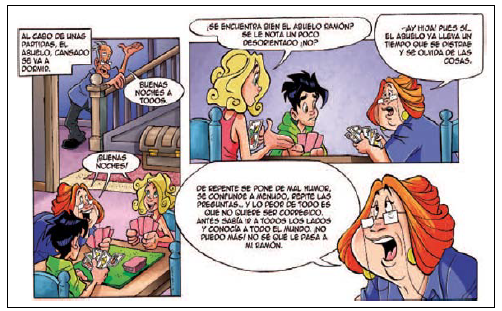 AL CABO DE UNAS
PARTIDAS, EL
ABUELO, CANSADO
SE VA A
DORMIR.
BUENAS
NOCHES A
TODOS.
¡BUENAS
NOCHES!
¿SE ENCUENTRA BIEN EL ABUELO RAMÓN?
SE LE NOTA UN POCO
DESORIENTADO ¿NO?
-¡AY HIJA! PUES SÍ...
EL ABUELO YA LLEVA UN
TIEMPO QUE SE DISTRAE
Y SE OLVIDA DE LAS
COSAS.
DE REPENTE SE PONE DE MAL HUMOR,
SE CONFUNDE A MENUDO, REPITE LAS
PREGUNTAS... Y LO PEOR DE TODO ES
QUE NO QUIERE SER CORREGIDO.
ANTES SABÍA IR A TODOS LOS LADOS
Y CONOCÍA A TODO EL MUNDO. ¡NO
PUEDO MÁS! NO SE QUE LE PASA A
MI RAMÓN.